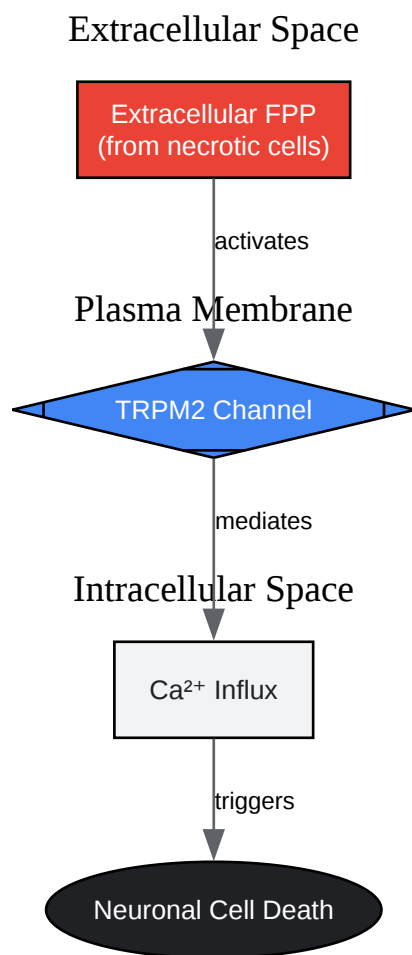 Extracellular Space
Extracellular FPP
(from necrotic cells)
activates
Plasma Membrane
TRPM2 Channel
mediates
Intracellular Space
Ca²⁺ Influx
triggers
Neuronal Cell Death